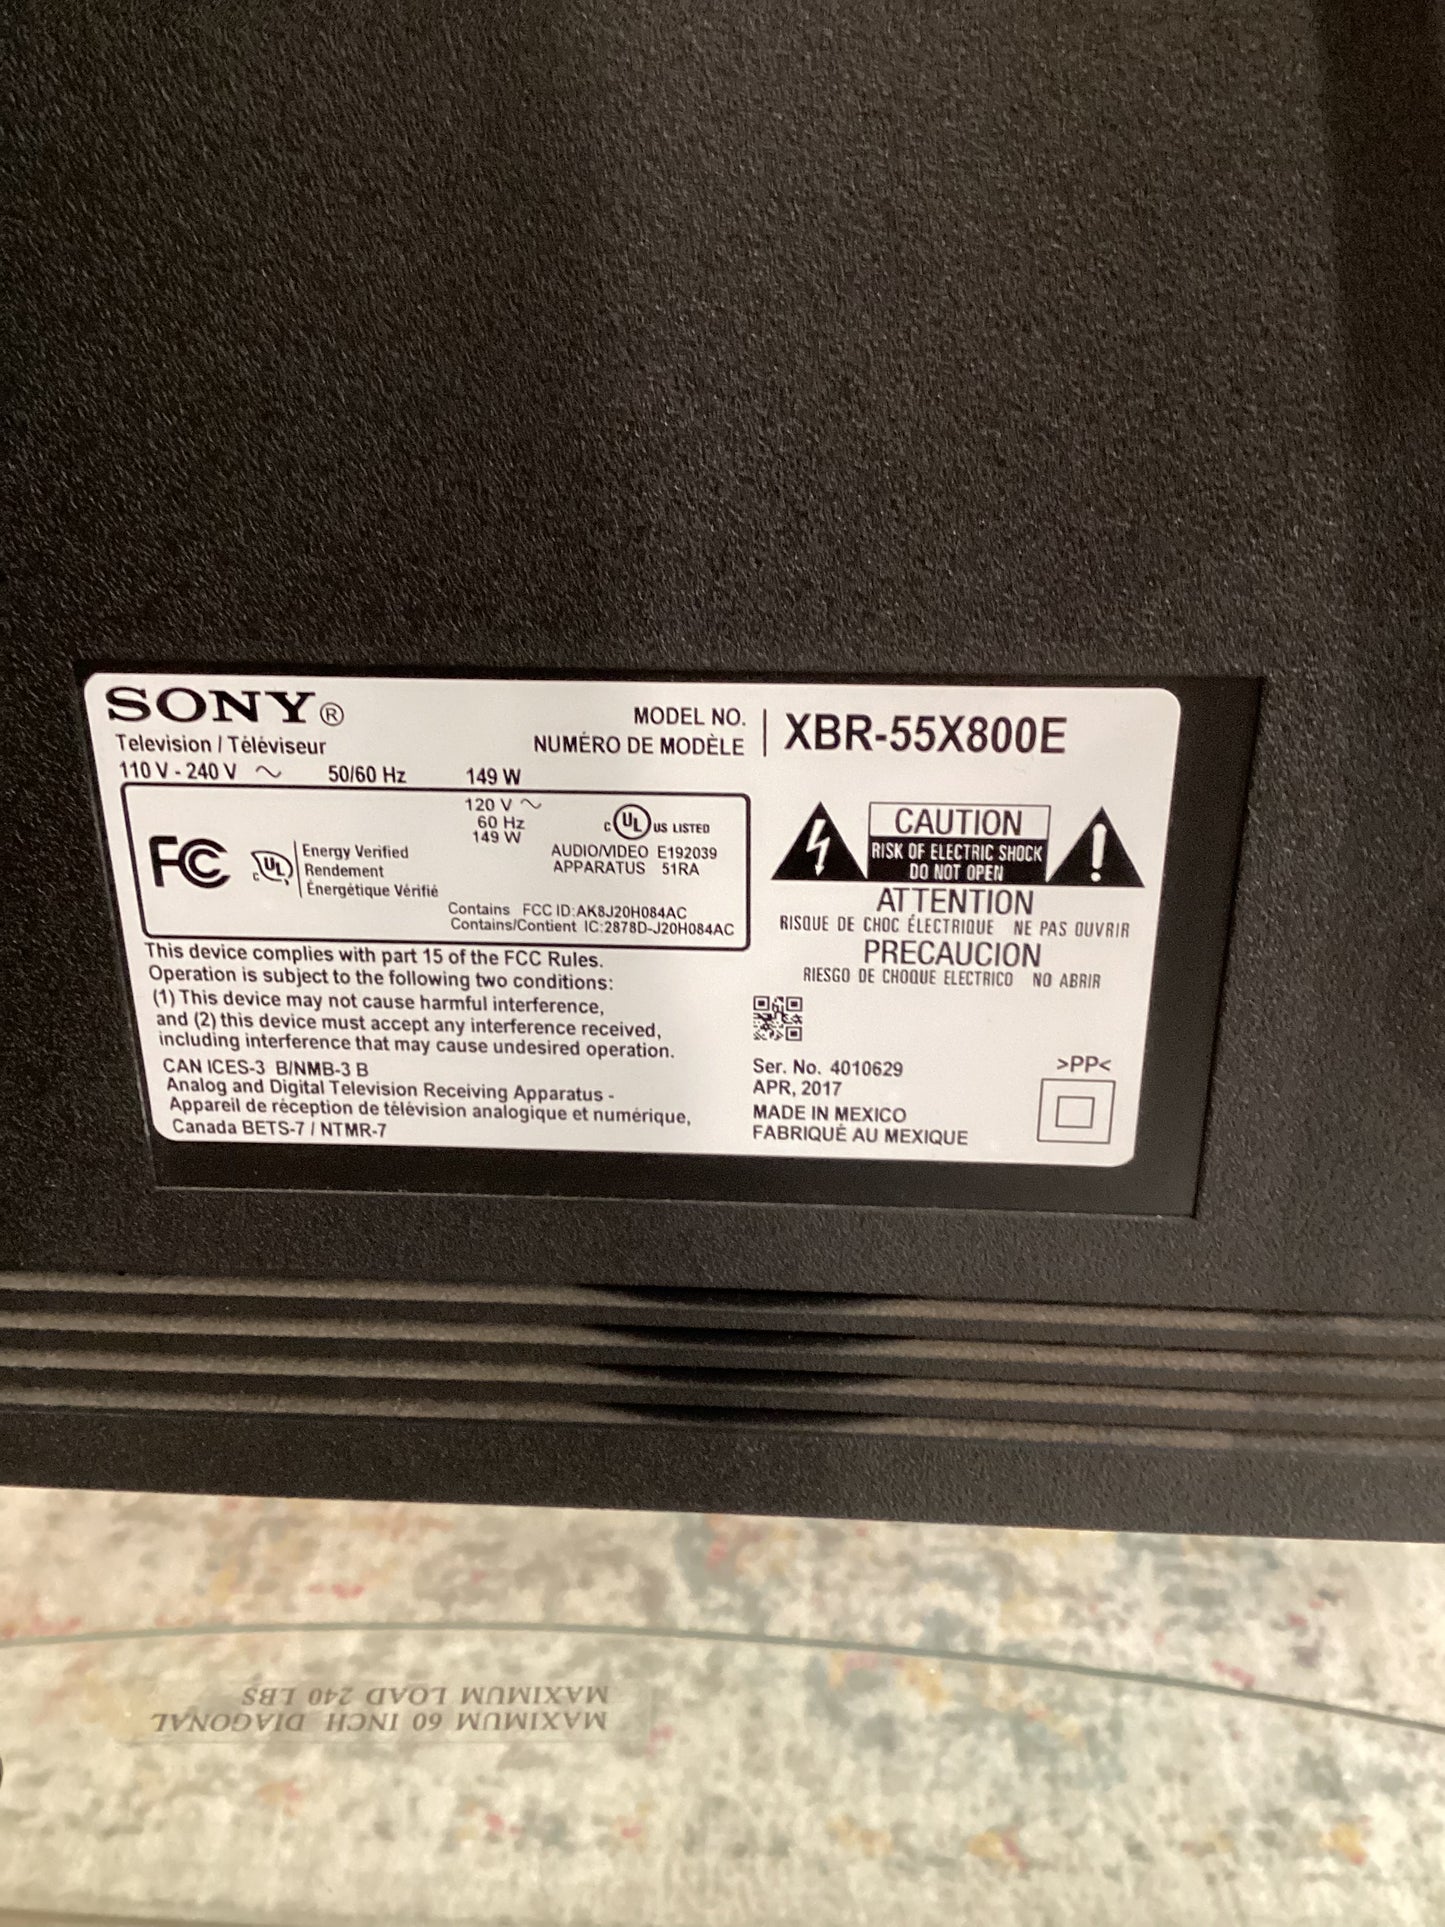 SONY®
Television / Téléviseur
110 V - 240 V ~ 50/60 Hz 149 W
MODEL NO.
NUMÉRO DE MODÈLE
XBR-55X800E
120 V ~
60 Hz
149 W
FC
c UL
Energy Verified
Rendement
Énergétique Vérifié
c UL US LISTED
AUDIO/VIDEO E192039
APPARATUS 51RA
Contains FCC ID:AK8J20H084AC
Contains/Contient IC:2878D-J20H084AC
This device complies with part 15 of the FCC Rules.
Operation is subject to the following two conditions:
(1) This device may not cause harmful interference,
and (2) this device must accept any interference received,
including interference that may cause undesired operation.
CAN ICES-3 B/NMB-3 B
Analog and Digital Television Receiving Apparatus -
Appareil de réception de télévision analogique et numérique,
Canada BETS-7 / NTMR-7
CAUTION
RISK OF ELECTRIC SHOCK
DO NOT OPEN
ATTENTION
RISQUE DE CHOC ÉLECTRIQUE NE PAS OUVRIR
PRECAUCION
RIESGO DE CHOQUE ELECTRICO NO ABRIR
Ser. No. 4010629
APR, 2017
MADE IN MEXICO
FABRIQUÉ AU MEXIQUE
>PP<
MAXIMUM 60 INCH DIAGONAL
MAXIMUM LOAD 240 LBS